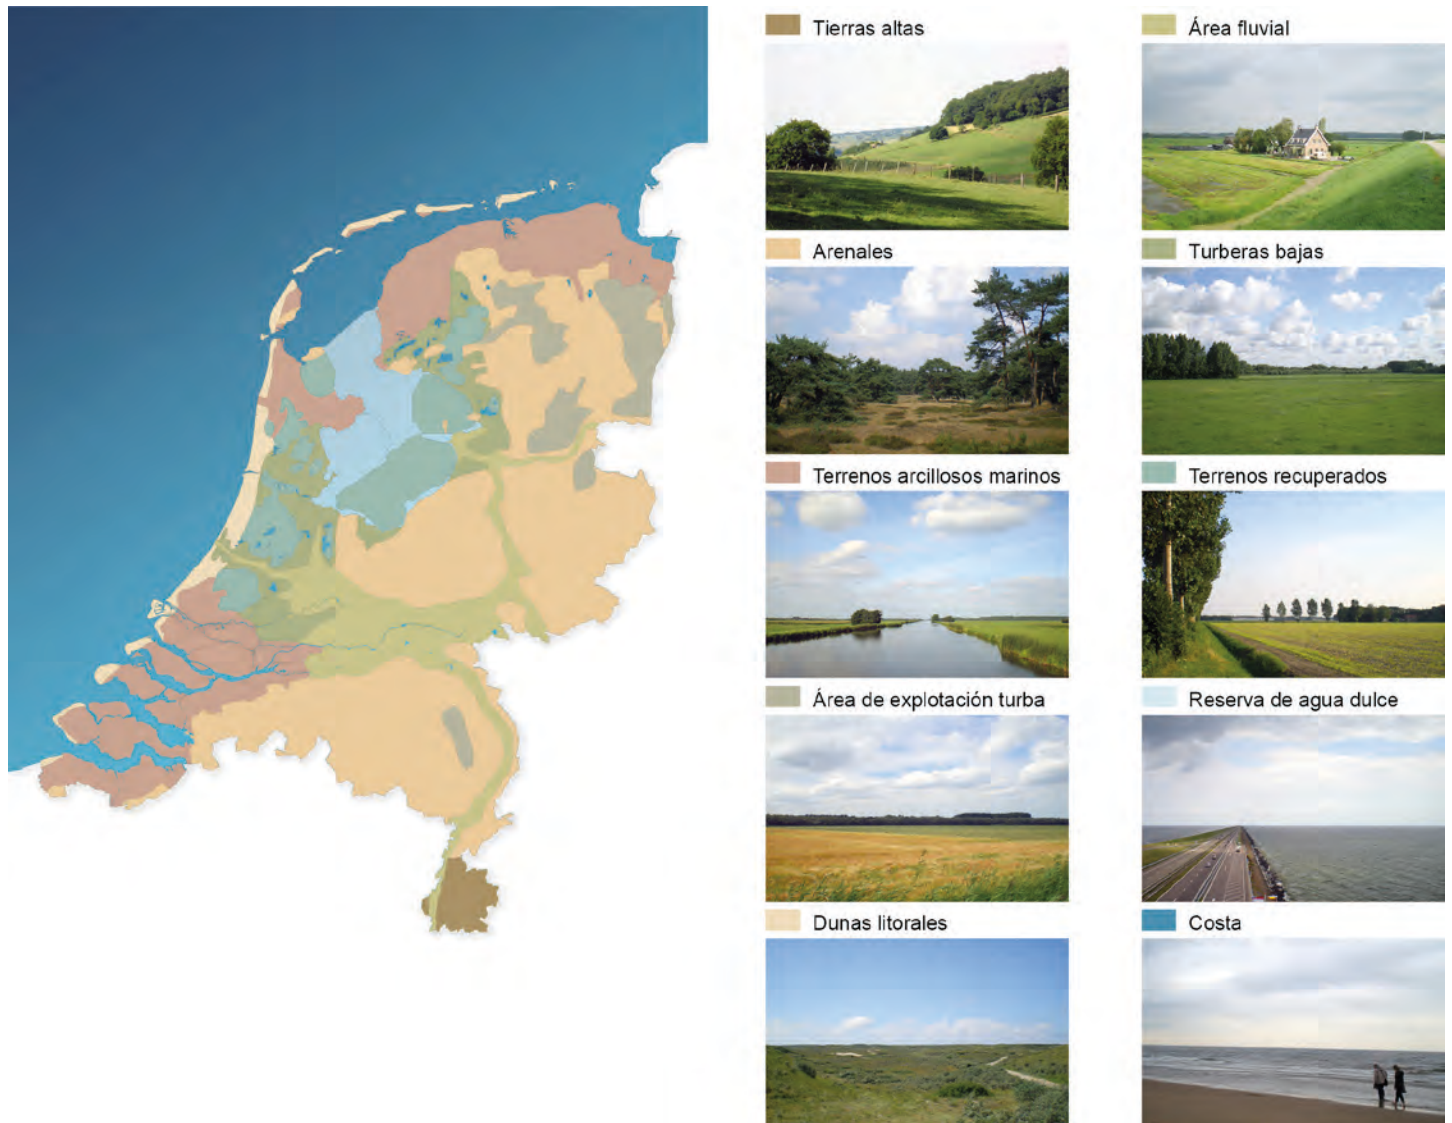 Tierras altas
Área fluvial
Arenales
Turberas bajas
Terrenos arcillosos marinos
Terrenos recuperados
Área de explotación turba
Reserva de agua dulce
Dunas litorales
Costa